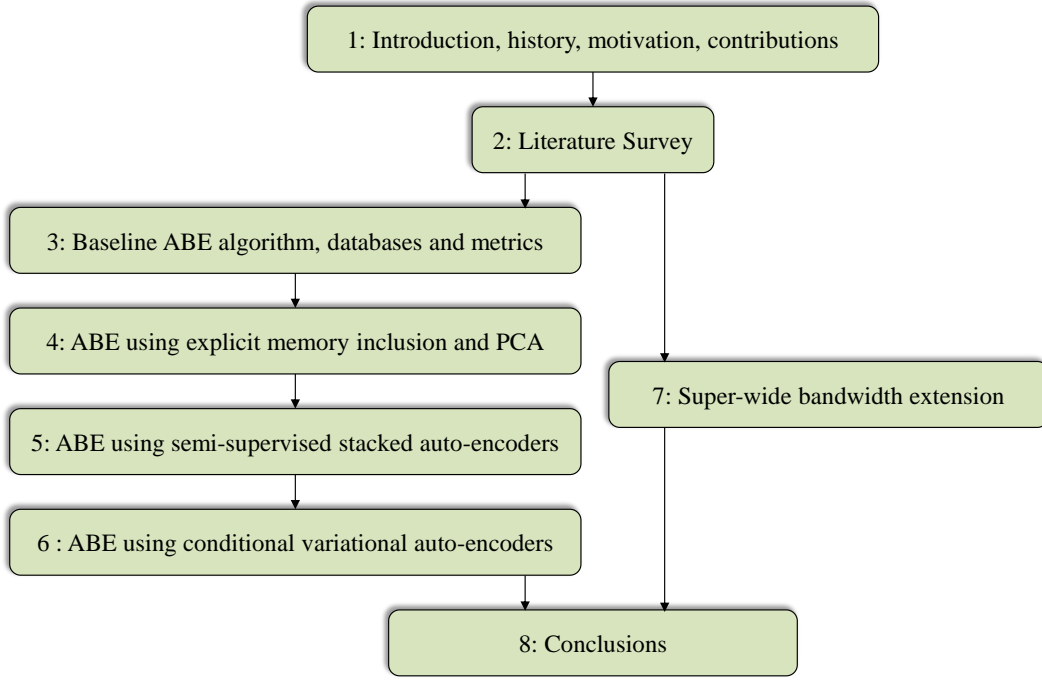 1: Introduction, history, motivation, contributions
2: Literature Survey
3: Baseline ABE algorithm, databases and metrics
4: ABE using explicit memory inclusion and PCA
7: Super-wide bandwidth extension
5: ABE using semi-supervised stacked auto-encoders
6 : ABE using conditional variational auto-encoders
8: Conclusions